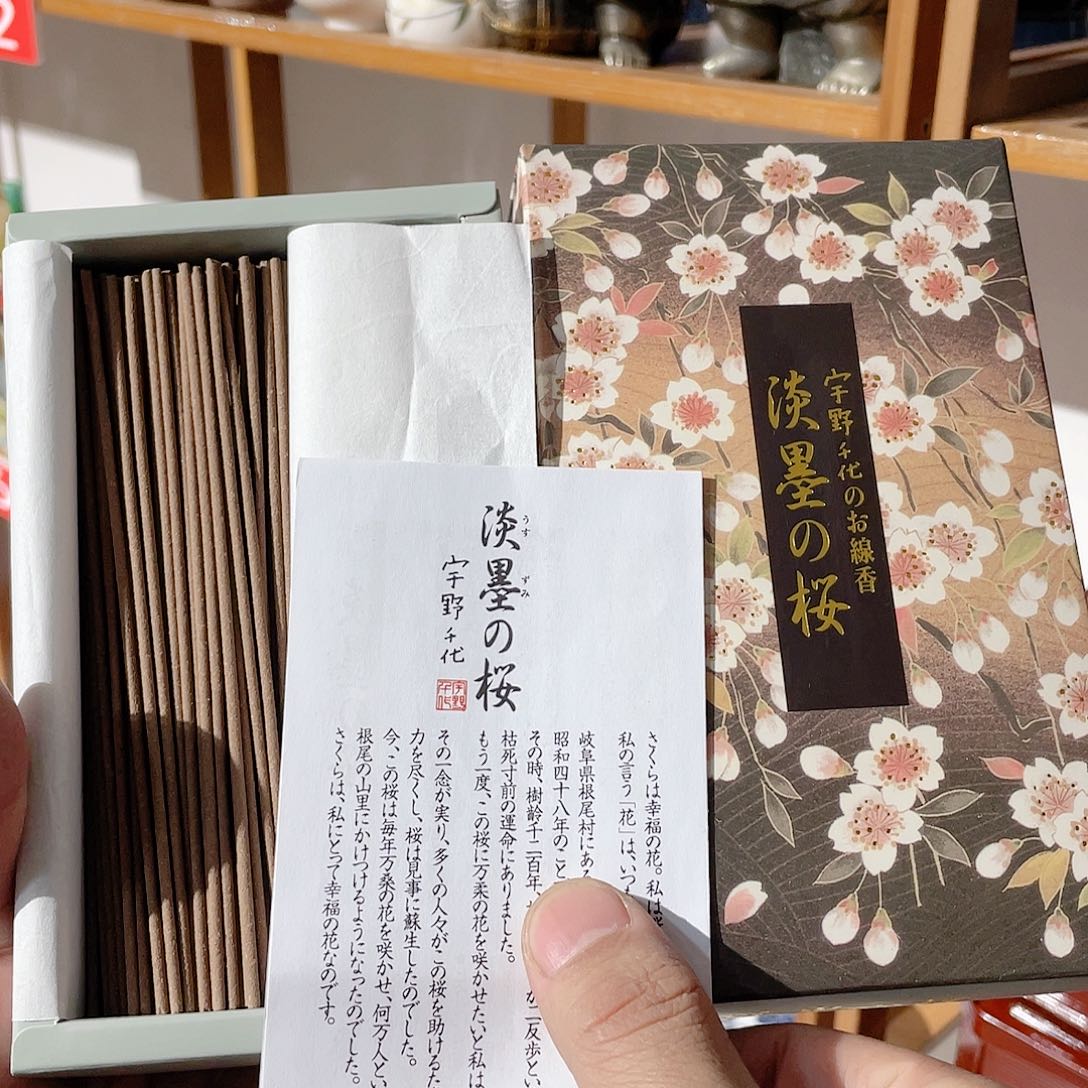 宇野千代のお線香
淡墨の桜
淡墨の桜
うす
ずみ
宇野千代
さくらは幸福の花。私は
私の言う「花」は、いつ
岐阜県根尾村にあ
昭和四十八年のこと
その時、樹齢千二百年、
二反歩とい
枯死寸前の運命にありました。
もう一度、この桜に万朶の花を咲かせたいと私は
その一念が実り、多くの人々がこの桜を助けるた
力を尽くし、桜は見事に蘇生したのでした。
今、この桜は毎年万朶の花を咲かせ、何万人とい
根尾の山里にかけつけるようになったのでした。
さくらは、私にとって幸福の花なのです。
2